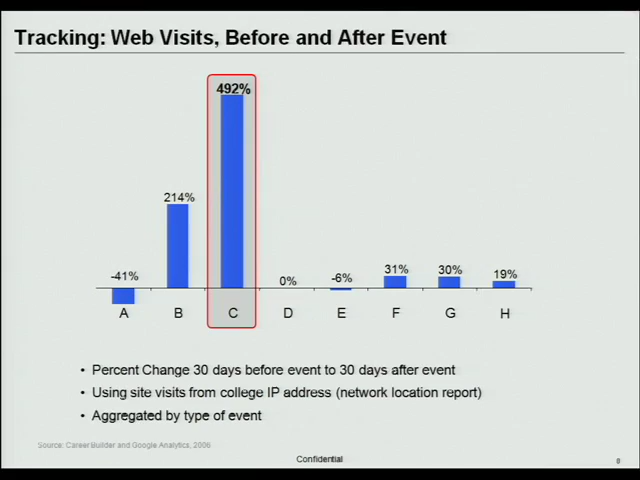 Tracking: Web Visits, Before and After Event
492%
214%
-41%
0%
-6%
31%
30%
19%
A B C D E F G H
• Percent Change 30 days before event to 30 days after event
• Using site visits from college IP address (network location report)
• Aggregated by type of event
Source: Career Builder and Google Analytics, 2006
Confidential